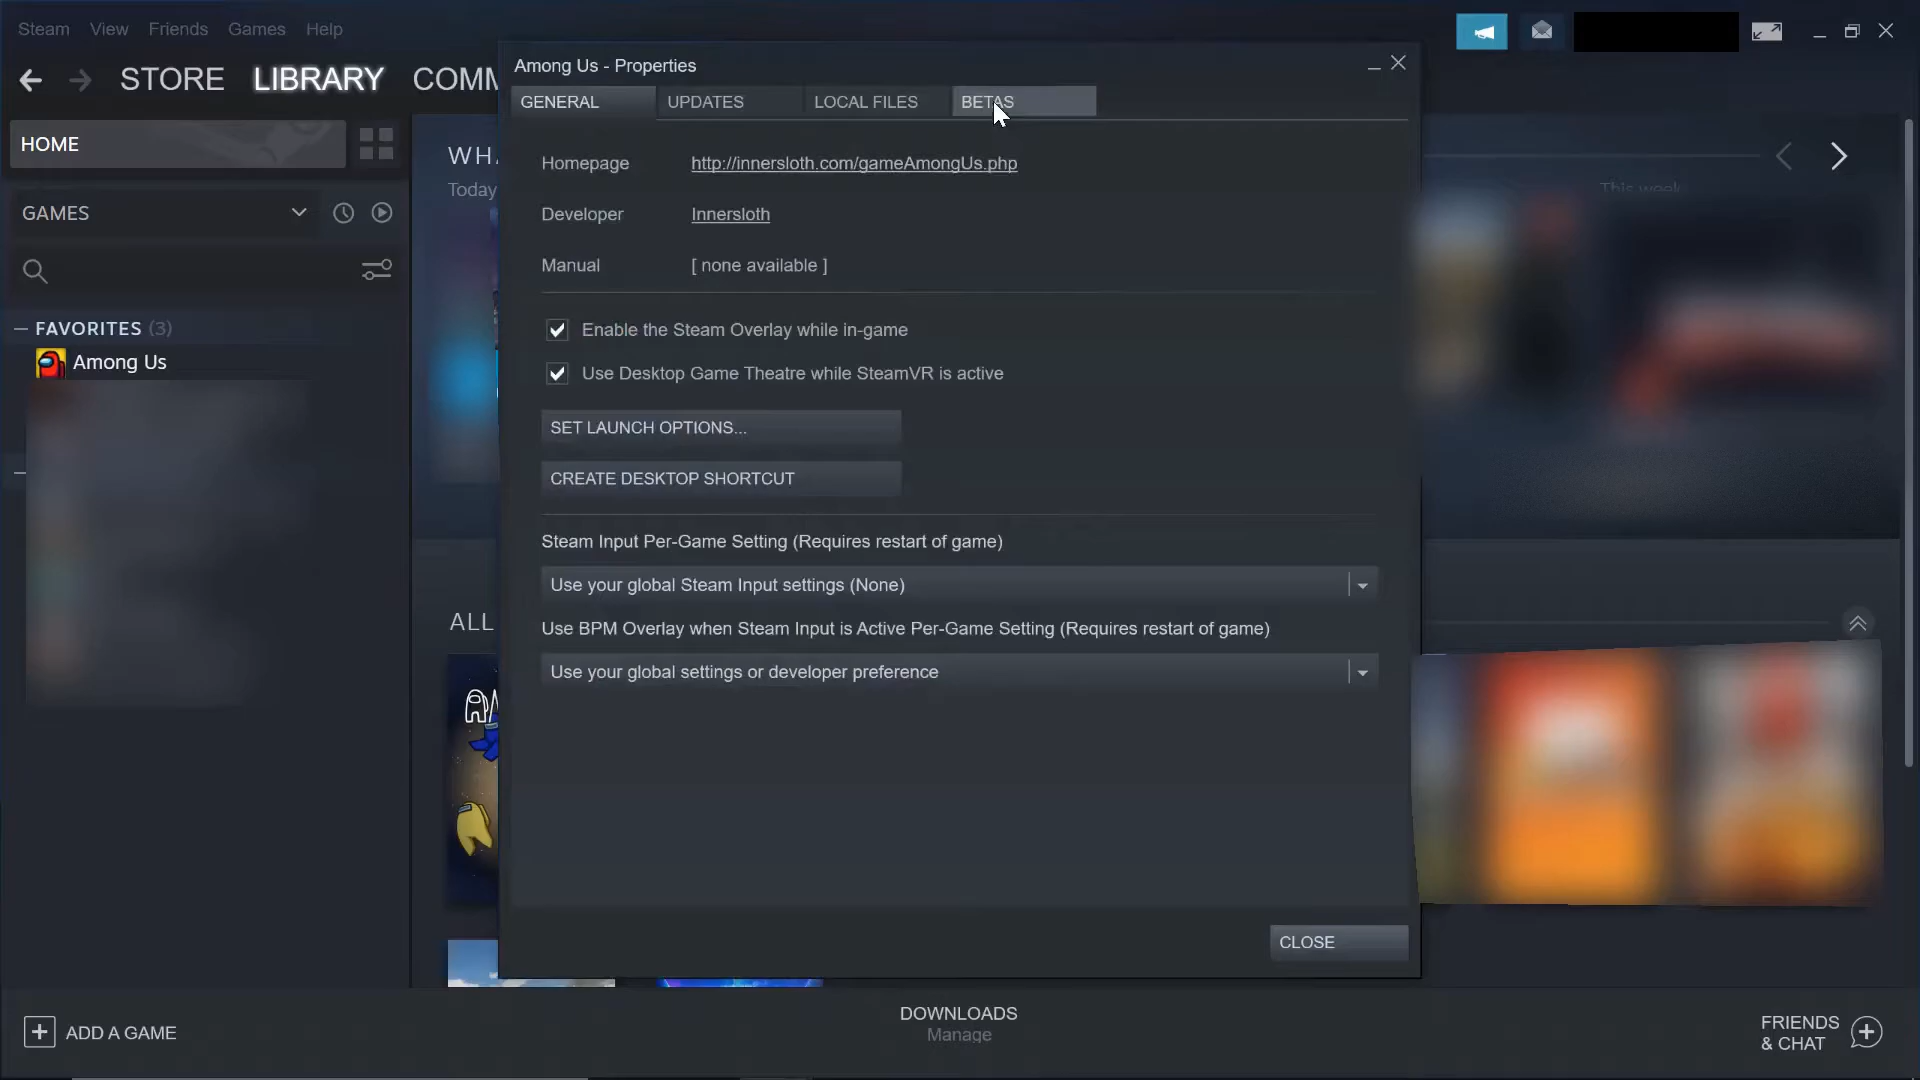 Steam View Friends Games Help
STORE LIBRARY COMM
HOME
GAMES
FAVORITES (3)
Among Us
WHA
Today
This week
ALL
Among Us - Properties
GENERAL UPDATES LOCAL FILES BETAS
Homepage http://innersloth.com/gameAmongUs.php
Developer Innersloth
Manual [ none available ]
Enable the Steam Overlay while in-game
Use Desktop Game Theatre while SteamVR is active
SET LAUNCH OPTIONS...
CREATE DESKTOP SHORTCUT
Steam Input Per-Game Setting (Requires restart of game)
Use your global Steam Input settings (None)
Use BPM Overlay when Steam Input is Active Per-Game Setting (Requires restart of game)
Use your global settings or developer preference
CLOSE
ADD A GAME
DOWNLOADS
Manage
FRIENDS
& CHAT